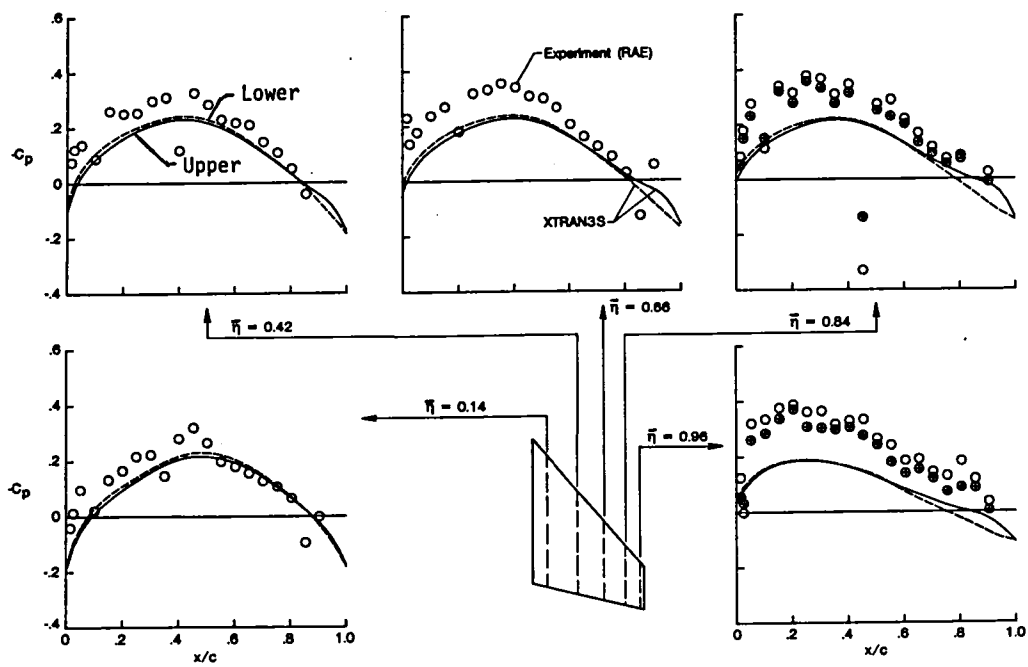 .6
.4
.2
-Cp
0
.2
-.4
Lower
Upper
Experiment (RAE)
XTRAN3S
η̄ = 0.42
η̄ = 0.66
η̄ = 0.84
.6
.4
.2
-Cp
0
.2
-.4
0 .2 .4 .6 .8 1.0
x/c
η̄ = 0.14
η̄ = 0.96
0 .2 .4 .6 .8 1.0
x/c